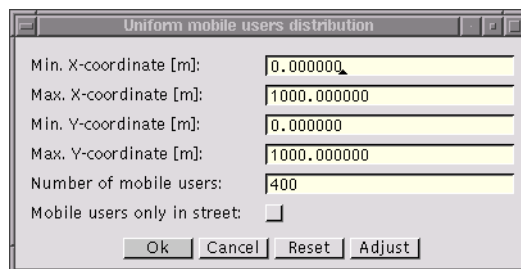 Uniform mobile users distribution
Min. X-coordinate [m]: 0.000000
Max. X-coordinate [m]: 1000.000000
Min. Y-coordinate [m]: 0.000000
Max. Y-coordinate [m]: 1000.000000
Number of mobile users: 400
Mobile users only in street:
Ok Cancel Reset Adjust